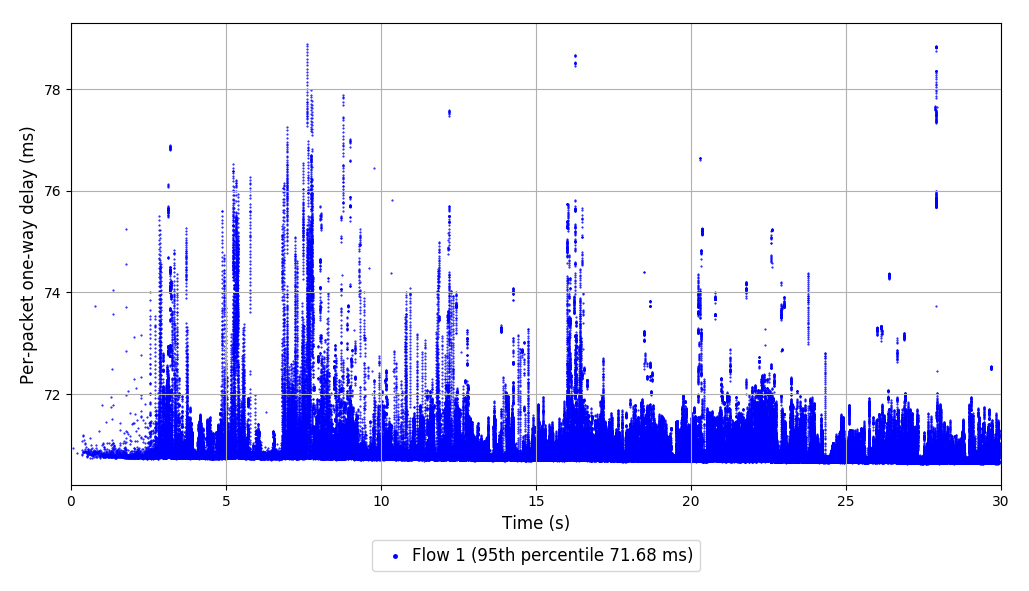 Per-packet one-way delay (ms)
78
76
74
72
0 5 10 15 20 25 30
Time (s)
Flow 1 (95th percentile 71.68 ms)